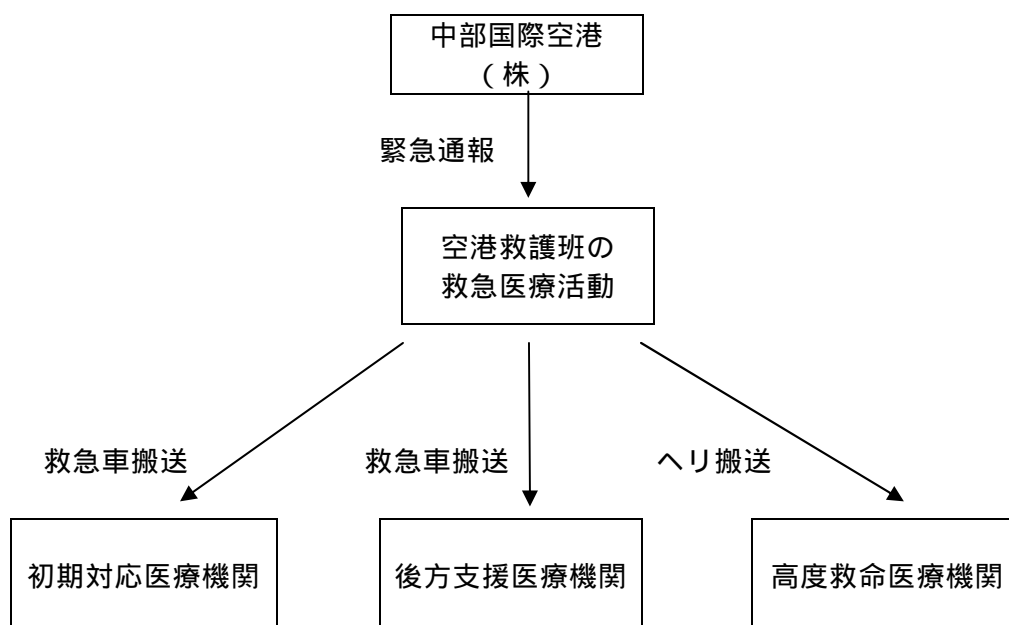 中部国際空港
（株）
緊急通報
空港救護班の
救急医療活動
救急車搬送
救急車搬送
ヘリ搬送
初期対応医療機関
後方支援医療機関
高度救命医療機関